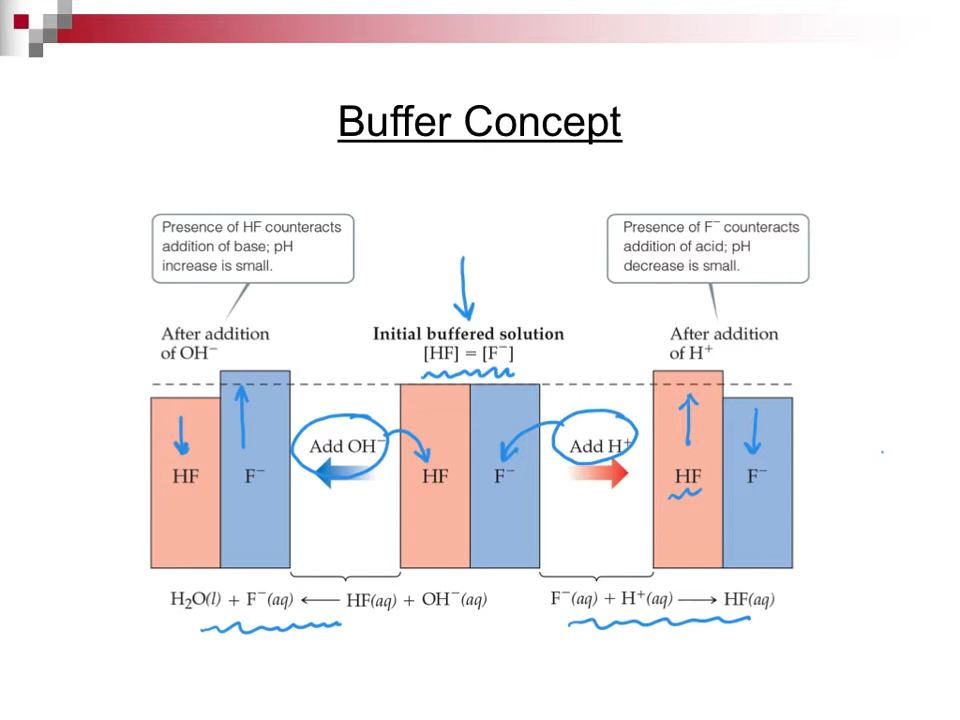 Buffer Concept
Presence of HF counteracts
addition of base; pH
increase is small.
Presence of F⁻ counteracts
addition of acid; pH
decrease is small.
After addition
of OH⁻
Initial buffered solution
[HF] = [F⁻]
After addition
of H⁺
HF
F⁻
Add OH⁻
HF
F⁻
Add H⁺
HF
F⁻
H₂O(l) + F⁻(aq) ⟵ HF(aq) + OH⁻(aq)
F⁻(aq) + H⁺(aq) ⟶ HF(aq)